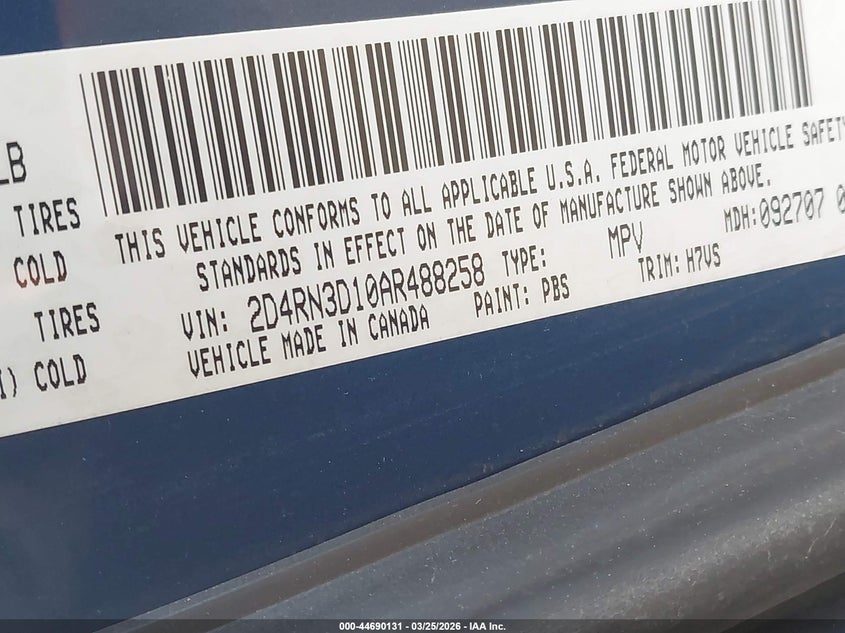 LB
TIRES
COLD
TIRES
COLD
THIS VEHICLE CONFORMS TO ALL APPLICABLE U.S.A. FEDERAL MOTOR VEHICLE SAFETY
STANDARDS IN EFFECT ON THE DATE OF MANUFACTURE SHOWN ABOVE.
VIN: 2D4RN3D10AR488258 TYPE: MPV MDH:092707 0
VEHICLE MADE IN CANADA PAINT: PBS TRIM: H7VS
000-44690131 - 03/25/2026 - IAA Inc.